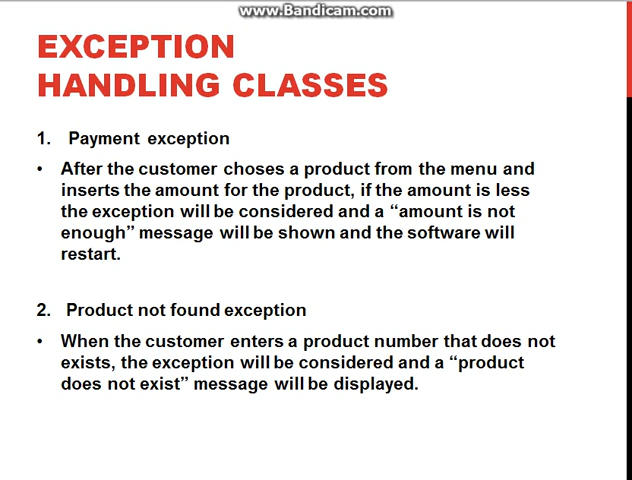 www.Bandicam.com
EXCEPTION
HANDLING CLASSES
1. Payment exception
• After the customer choses a product from the menu and
inserts the amount for the product, if the amount is less
the exception will be considered and a “amount is not
enough” message will be shown and the software will
restart.
2. Product not found exception
• When the customer enters a product number that does not
exists, the exception will be considered and a “product
does not exist” message will be displayed.